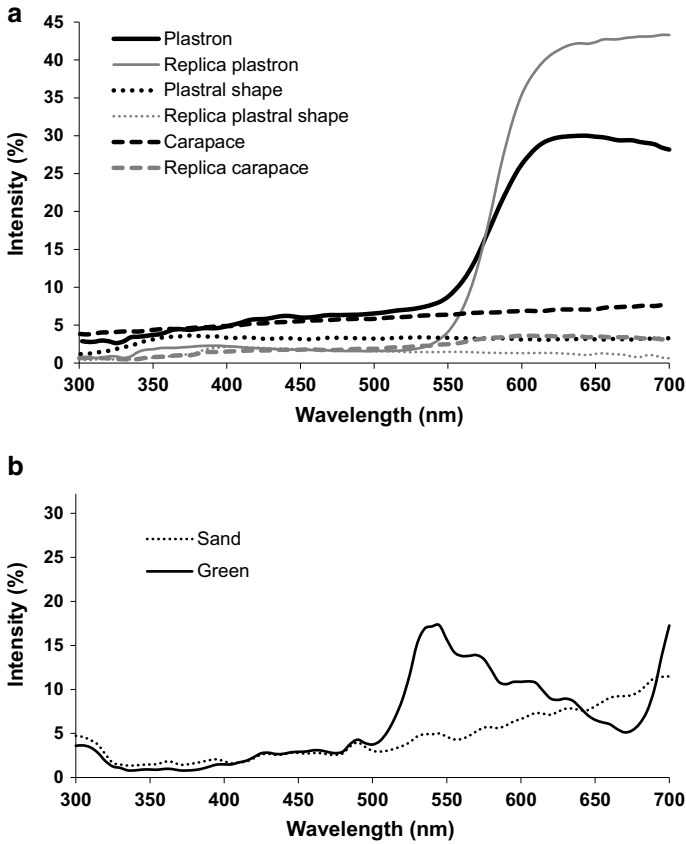 a
45
40
35
30
25
20
15
10
5
0
Intensity (%)
Plastron
Replica plastron
Plastral shape
Replica plastral shape
Carapace
Replica carapace
300 350 400 450 500 550 600 650 700
Wavelength (nm)
b
30
25
20
15
10
5
0
Intensity (%)
Sand
Green
300 350 400 450 500 550 600 650 700
Wavelength (nm)